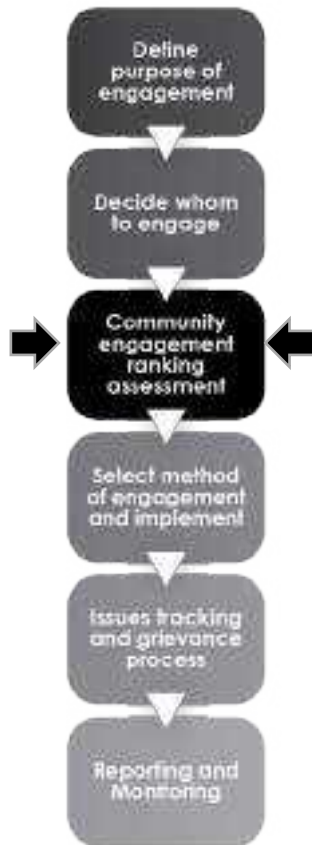 Define
purpose of
engagement
Decide whom
to engage
Community
engagement
ranking
assessment
Select method
of engagement
and implement
Issues tracking
and grievance
process
Reporting and
Monitoring